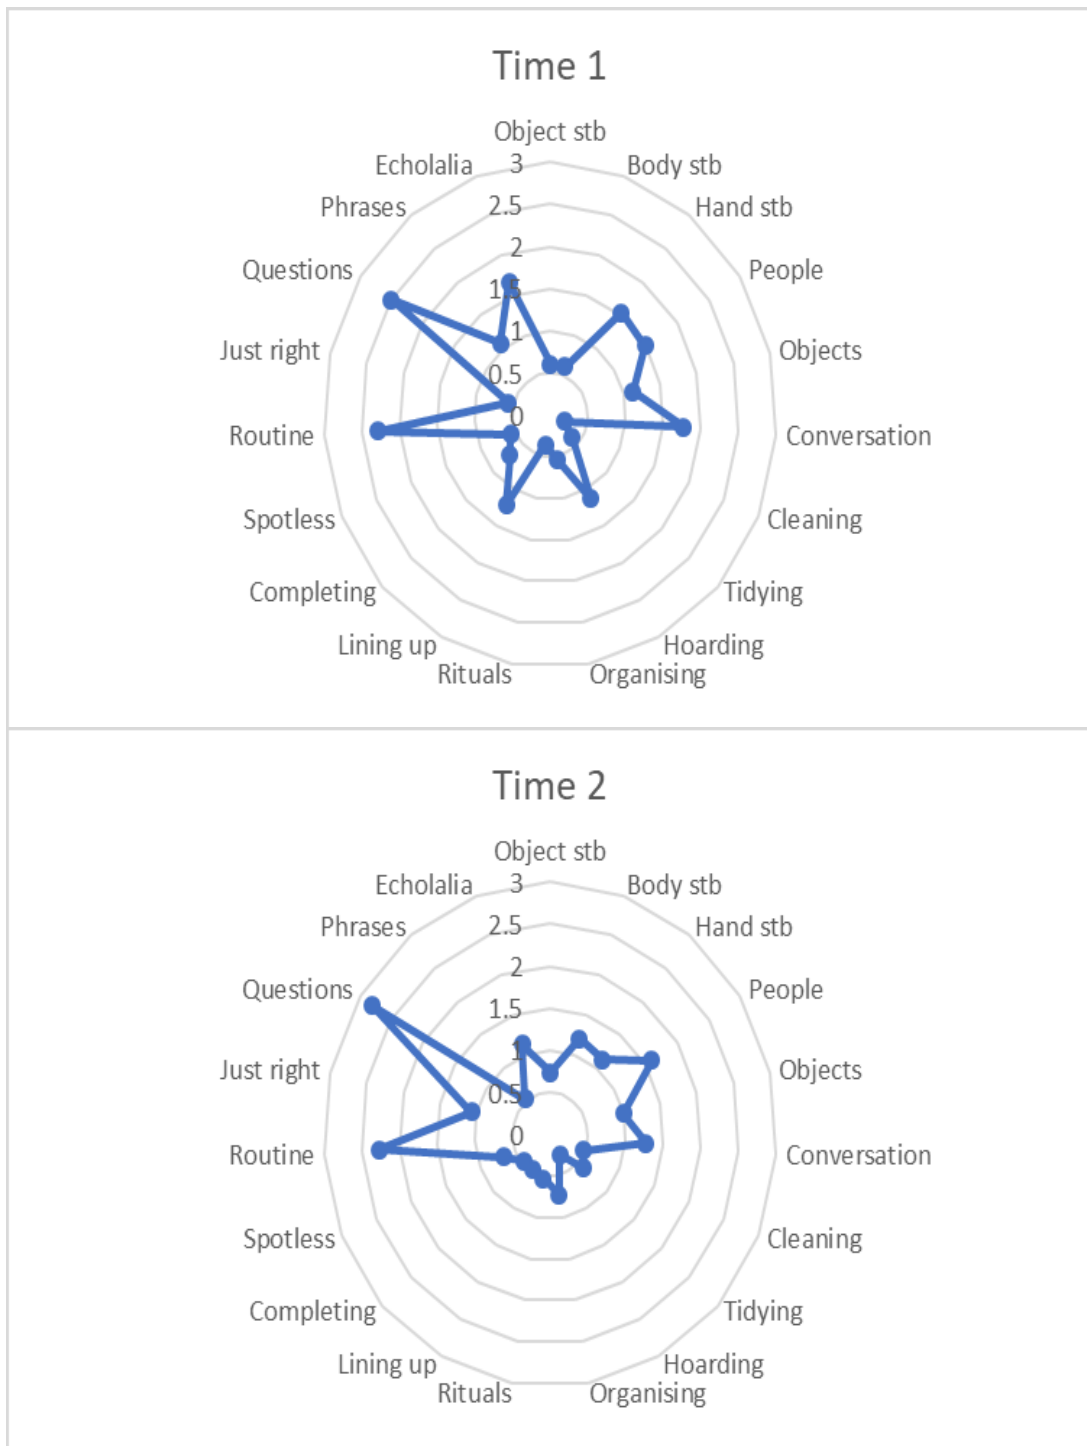 Time 1
Object stb
Echolalia 3 Body stb
Phrases 2.5 Hand stb
Questions 2 People
1.5
Just right 1 Objects
0.5
Routine 0 Conversation
Spotless Cleaning
Completing Tidying
Lining up Hoarding
Rituals Organising
Time 2
Object stb
Echolalia 3 Body stb
Phrases 2.5 Hand stb
Questions 2 People
1.5
Just right 1 Objects
0.5
Routine 0 Conversation
Spotless Cleaning
Completing Tidying
Lining up Hoarding
Rituals Organising